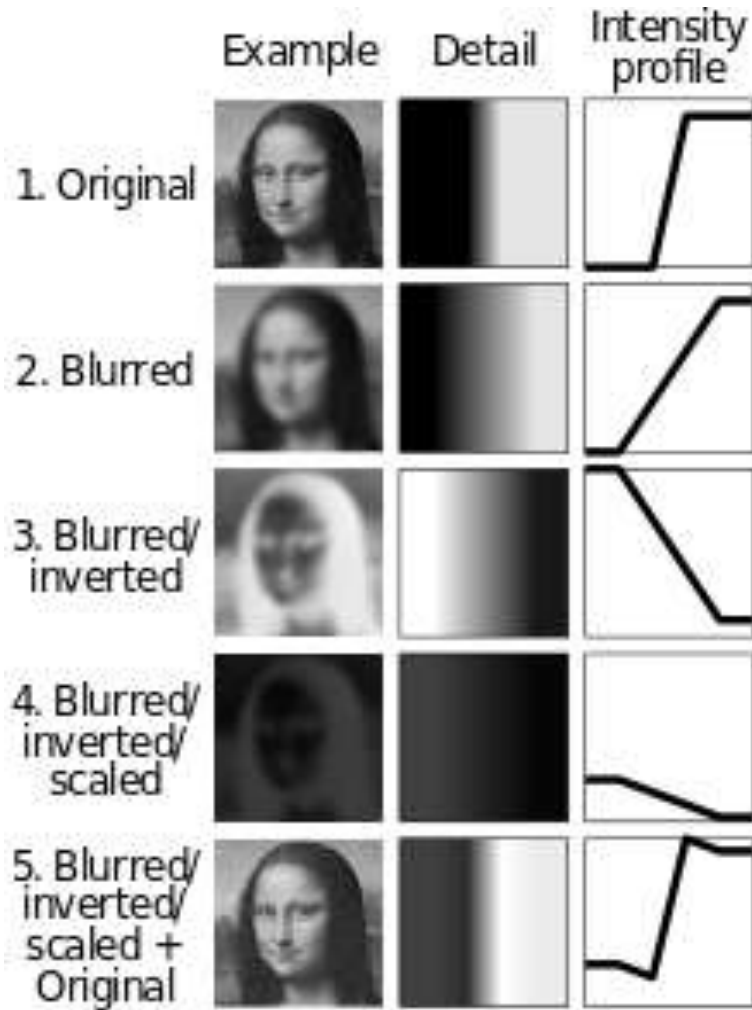 Example Detail Intensity
profile
1. Original
2. Blurred
3. Blurred/
inverted
4. Blurred/
inverted/
scaled
5. Blurred/
inverted/
scaled +
Original